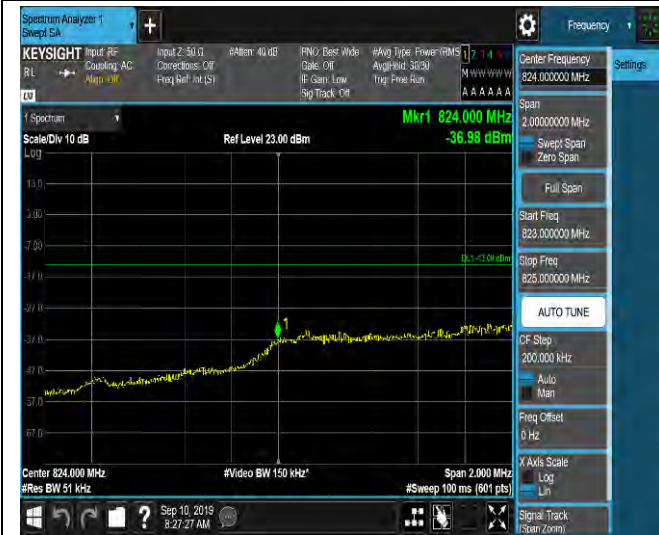 Spectrum Analyzer 1
Swept SA
+
Frequency
KEYSIGHT
RL
LXI
Input: RF
Coupling: AC
Align: Off
Input Z: 50 Ω
Corrections: Off
Freq Ref: Int (S)
#Atten: 40 dB
PNO: Best Wide
Gate: Off
IF Gain: Low
Sig Track: Off
#Avg Type: Power (RMS
Avg|Hold: 30/30
Trig: Free Run
M W W W W W
A A A A A A
1 Spectrum
Scale/Div 10 dB
Log
Ref Level 23.00 dBm
Mkr1 824.000 MHz
-36.98 dBm
13.0
3.00
-7.00
DL1 -13.00 dBm
-17.0
-27.0
1
-37.0
-47.0
-57.0
-67.0
Center 824.000 MHz
#Video BW 150 kHz*
Span 2.000 MHz
#Res BW 51 kHz
#Sweep 100 ms (601 pts)
Sep 10, 2019
8:27:27 AM
?
Center Frequency
824.000000 MHz
Settings
Span
2.00000000 MHz
Swept Span
Zero Span
Full Span
Start Freq
823.000000 MHz
Stop Freq
825.000000 MHz
AUTO TUNE
CF Step
200.000 kHz
Auto
Man
Freq Offset
0 Hz
X Axis Scale
Log
Lin
Signal Track
(Span Zoom)